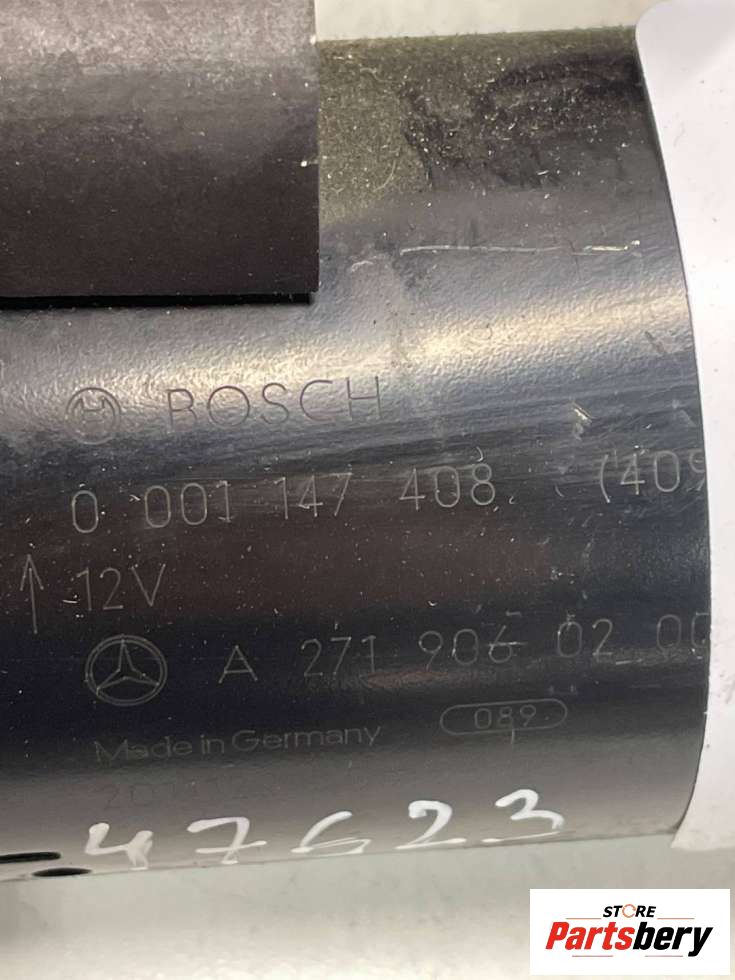 BOSCH
0 001 147 408 (409
12V
A 271 906 02 00
089
Made in Germany
47623
STORE
Partsbery